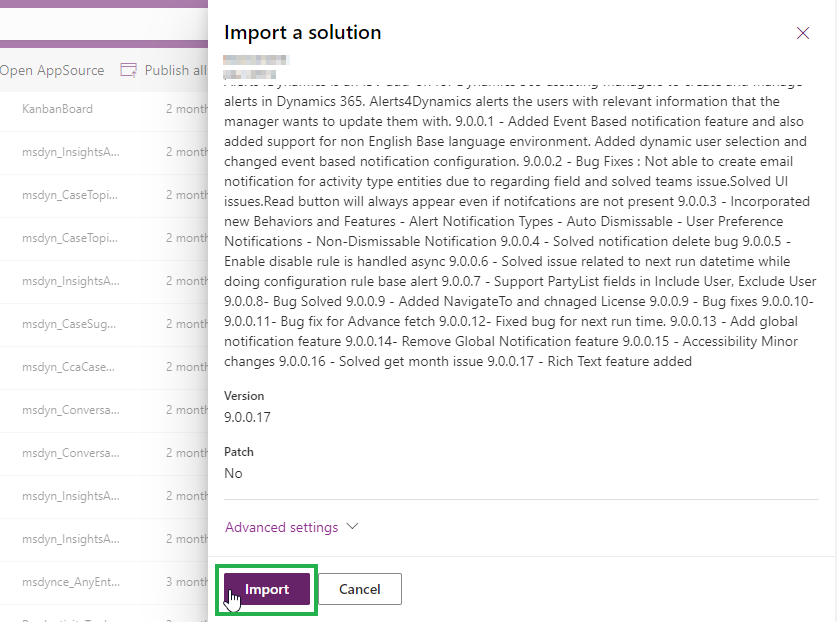 Import a solution
Open AppSource
Publish all
alerts in Dynamics 365. Alerts4Dynamics alerts the users with relevant information that the
manager wants to update them with. 9.0.0.1 - Added Event Based notification feature and also
added support for non English Base language environment. Added dynamic user selection and
changed event based notification configuration. 9.0.0.2 - Bug Fixes : Not able to create email
notification for activity type entities due to regarding field and solved teams issue.Solved UI
issues.Read button will always appear even if notifcations are not present 9.0.0.3 - Incorporated
new Behaviors and Features - Alert Notification Types - Auto Dismissable - User Preference
Notifications - Non-Dismissable Notification 9.0.0.4 - Solved notification delete bug 9.0.0.5 -
Enable disable rule is handled async 9.0.0.6 - Solved issue related to next run datetime while
doing configuration rule base alert 9.0.0.7 - Support PartyList fields in Include User, Exclude User
9.0.0.8- Bug Solved 9.0.0.9 - Added NavigateTo and chnaged License 9.0.0.9 - Bug fixes 9.0.0.10-
9.0.0.11- Bug fix for Advance fetch 9.0.0.12- Fixed bug for next run time. 9.0.0.13 - Add global
notification feature 9.0.0.14- Remove Global Notification feature 9.0.0.15 - Accessibility Minor
changes 9.0.0.16 - Solved get month issue 9.0.0.17 - Rich Text feature added
Version
9.0.0.17
Patch
No
Advanced settings
Import
Cancel
KanbanBoard 2 month
msdyn_InsightsA... 2 month
msdyn_CaseTopi... 2 month
msdyn_CaseTopi... 2 month
msdyn_InsightsA... 2 month
msdyn_CaseSug... 2 month
msdyn_CcaCase... 2 month
msdyn_Conversa... 2 month
msdyn_Conversa... 2 month
msdyn_InsightsA... 2 month
msdyn_InsightsA... 2 month
msdynce_AnyEnt... 3 month